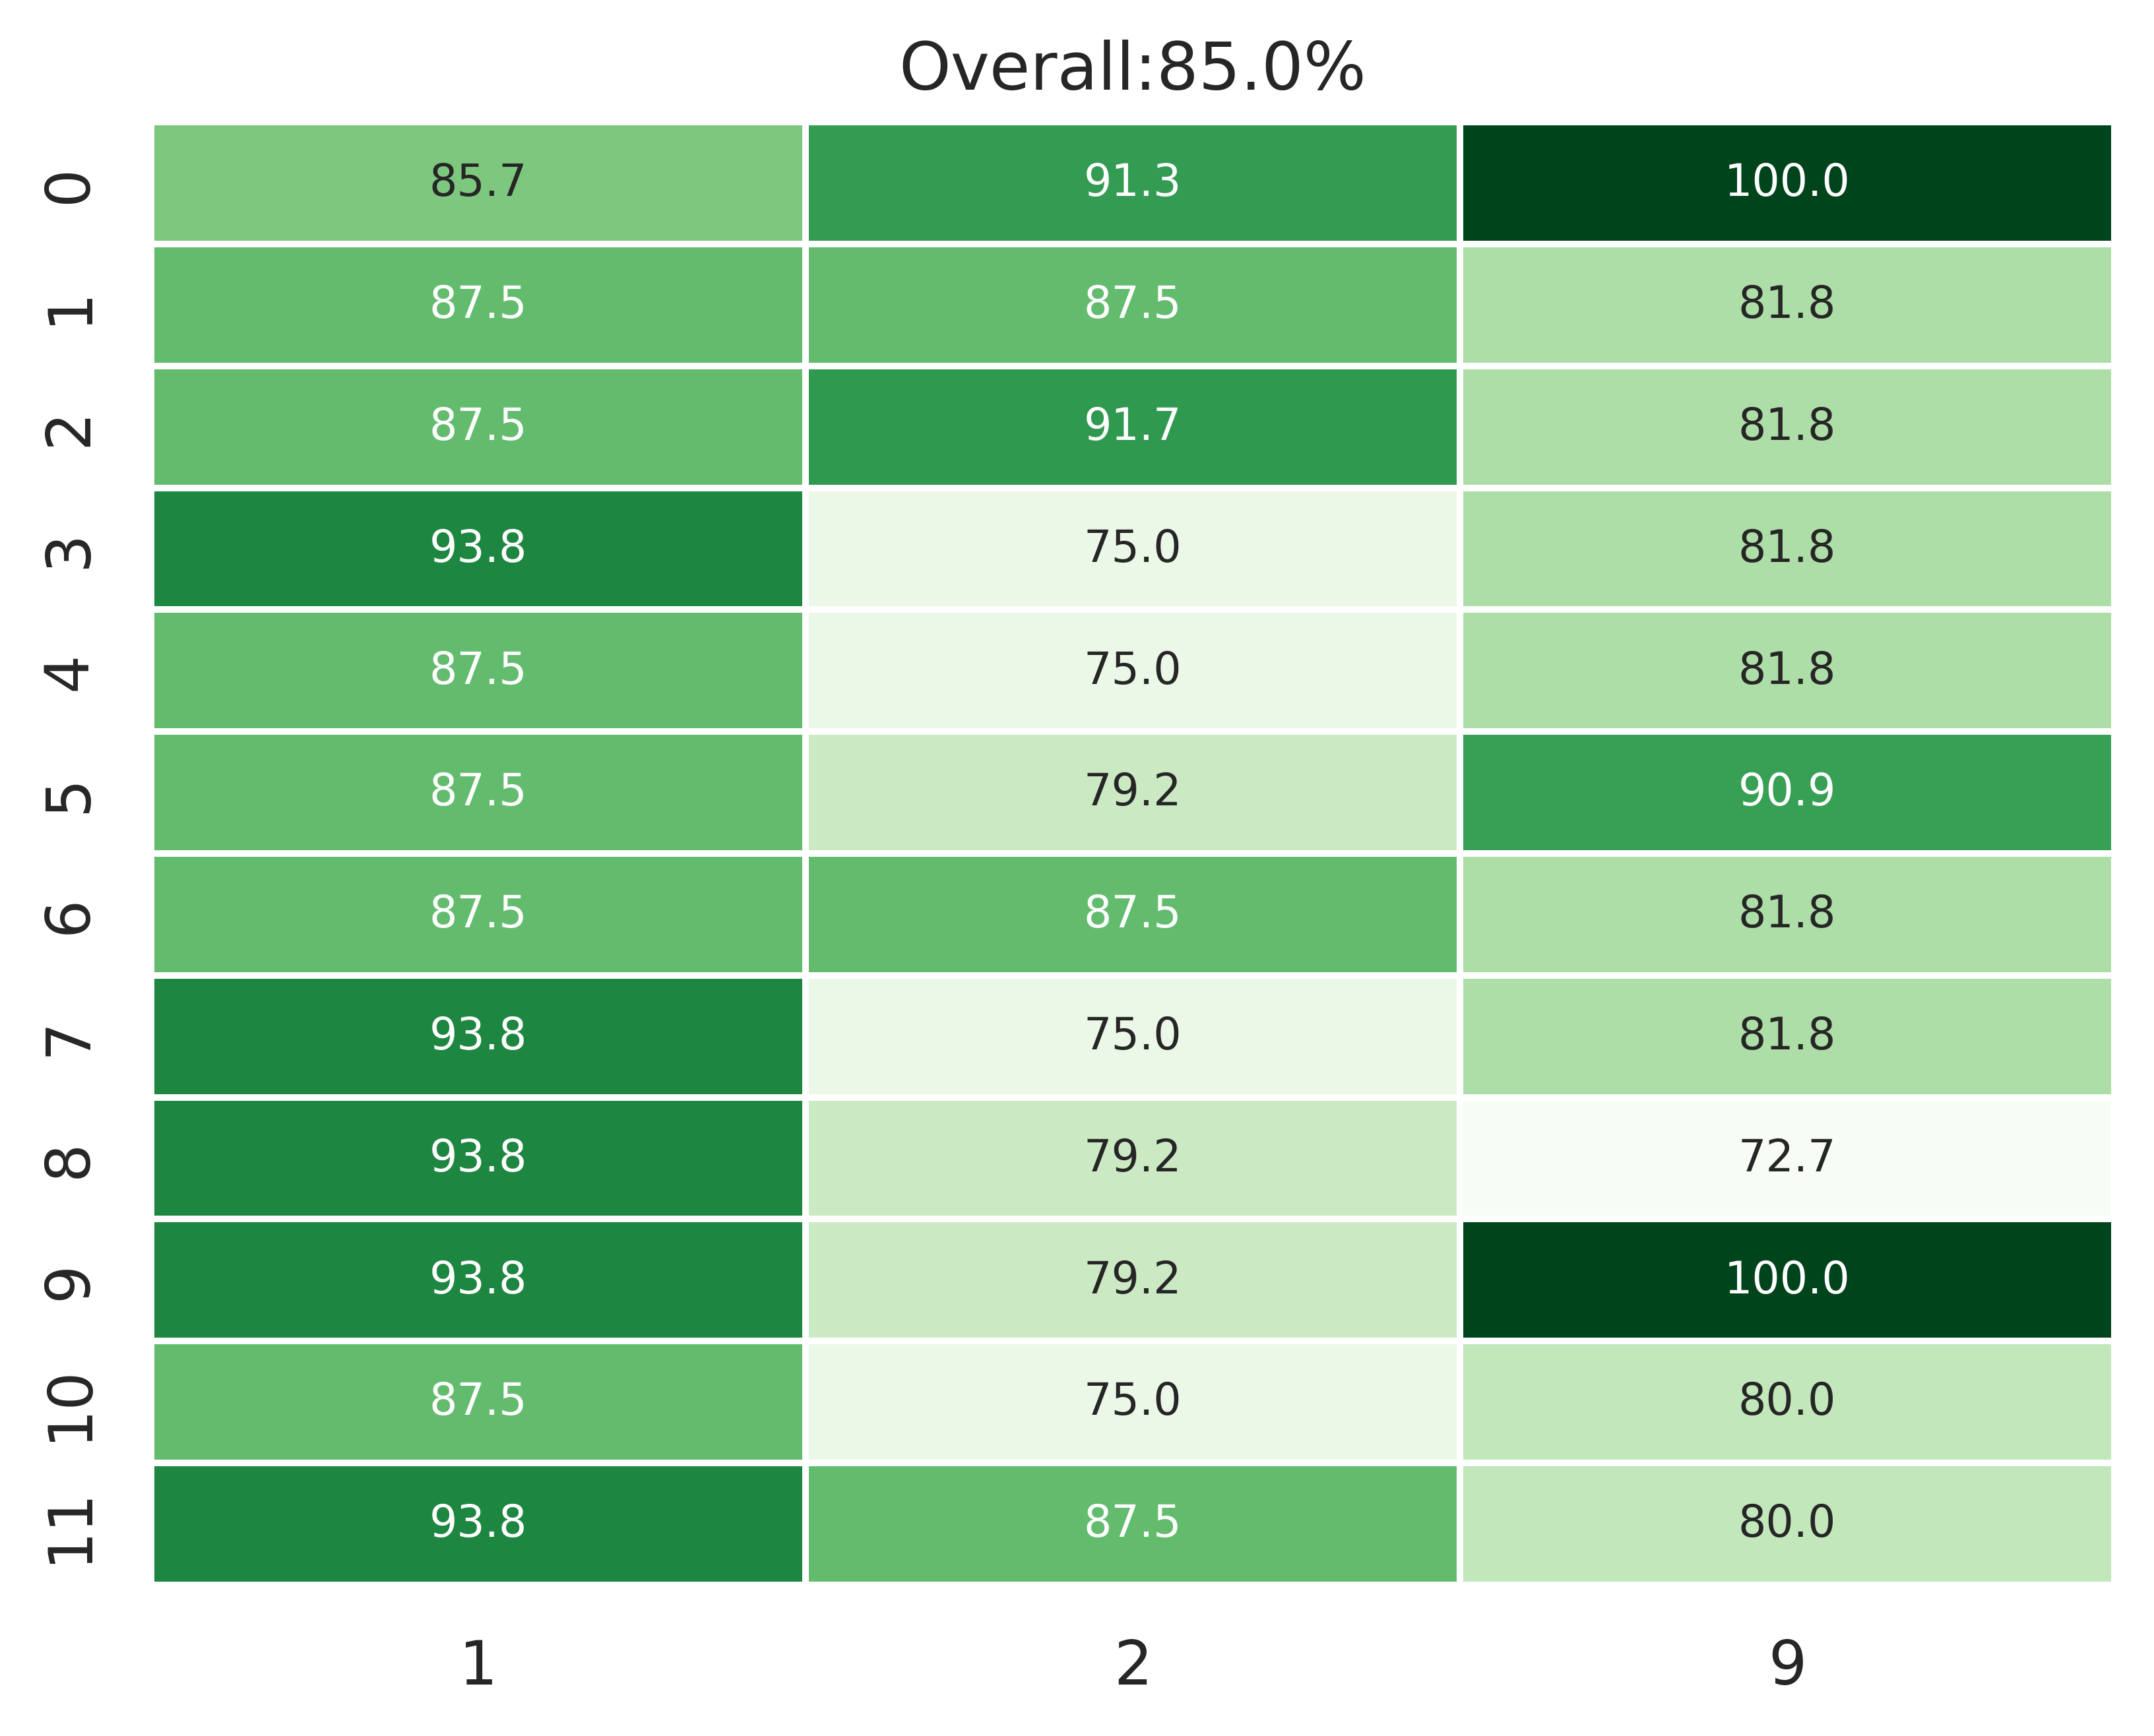 Overall:85.0%
0 85.7 91.3 100.0
1 87.5 87.5 81.8
2 87.5 91.7 81.8
3 93.8 75.0 81.8
4 87.5 75.0 81.8
5 87.5 79.2 90.9
6 87.5 87.5 81.8
7 93.8 75.0 81.8
8 93.8 79.2 72.7
9 93.8 79.2 100.0
10 87.5 75.0 80.0
11 93.8 87.5 80.0
1 2 9